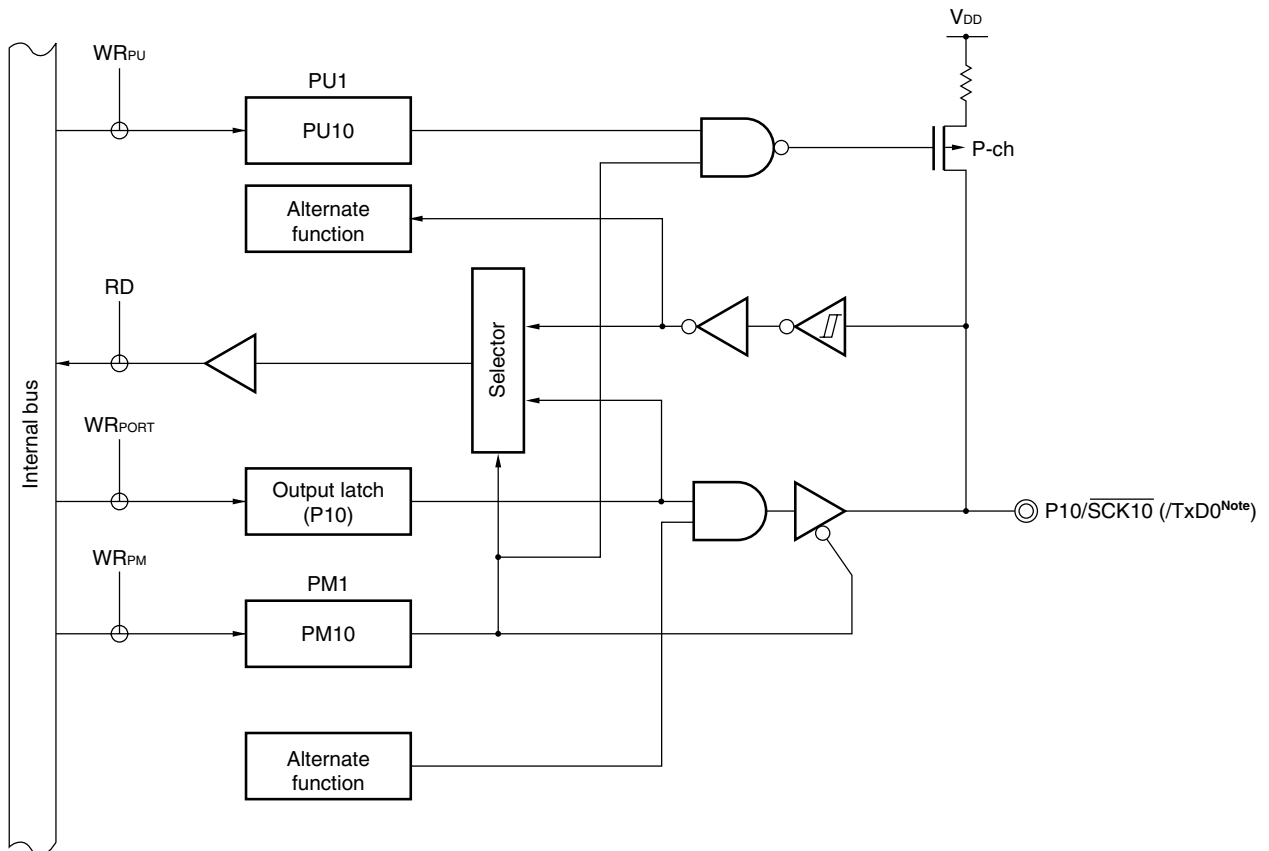 VDD
WRPU
PU1
PU10
P-ch
Alternate
function
RD
Selector
Internal bus
WRPORT
Output latch
(P10)
P10/SCK10 (/TxD0Note)
WRPM
PM1
PM10
Alternate
function